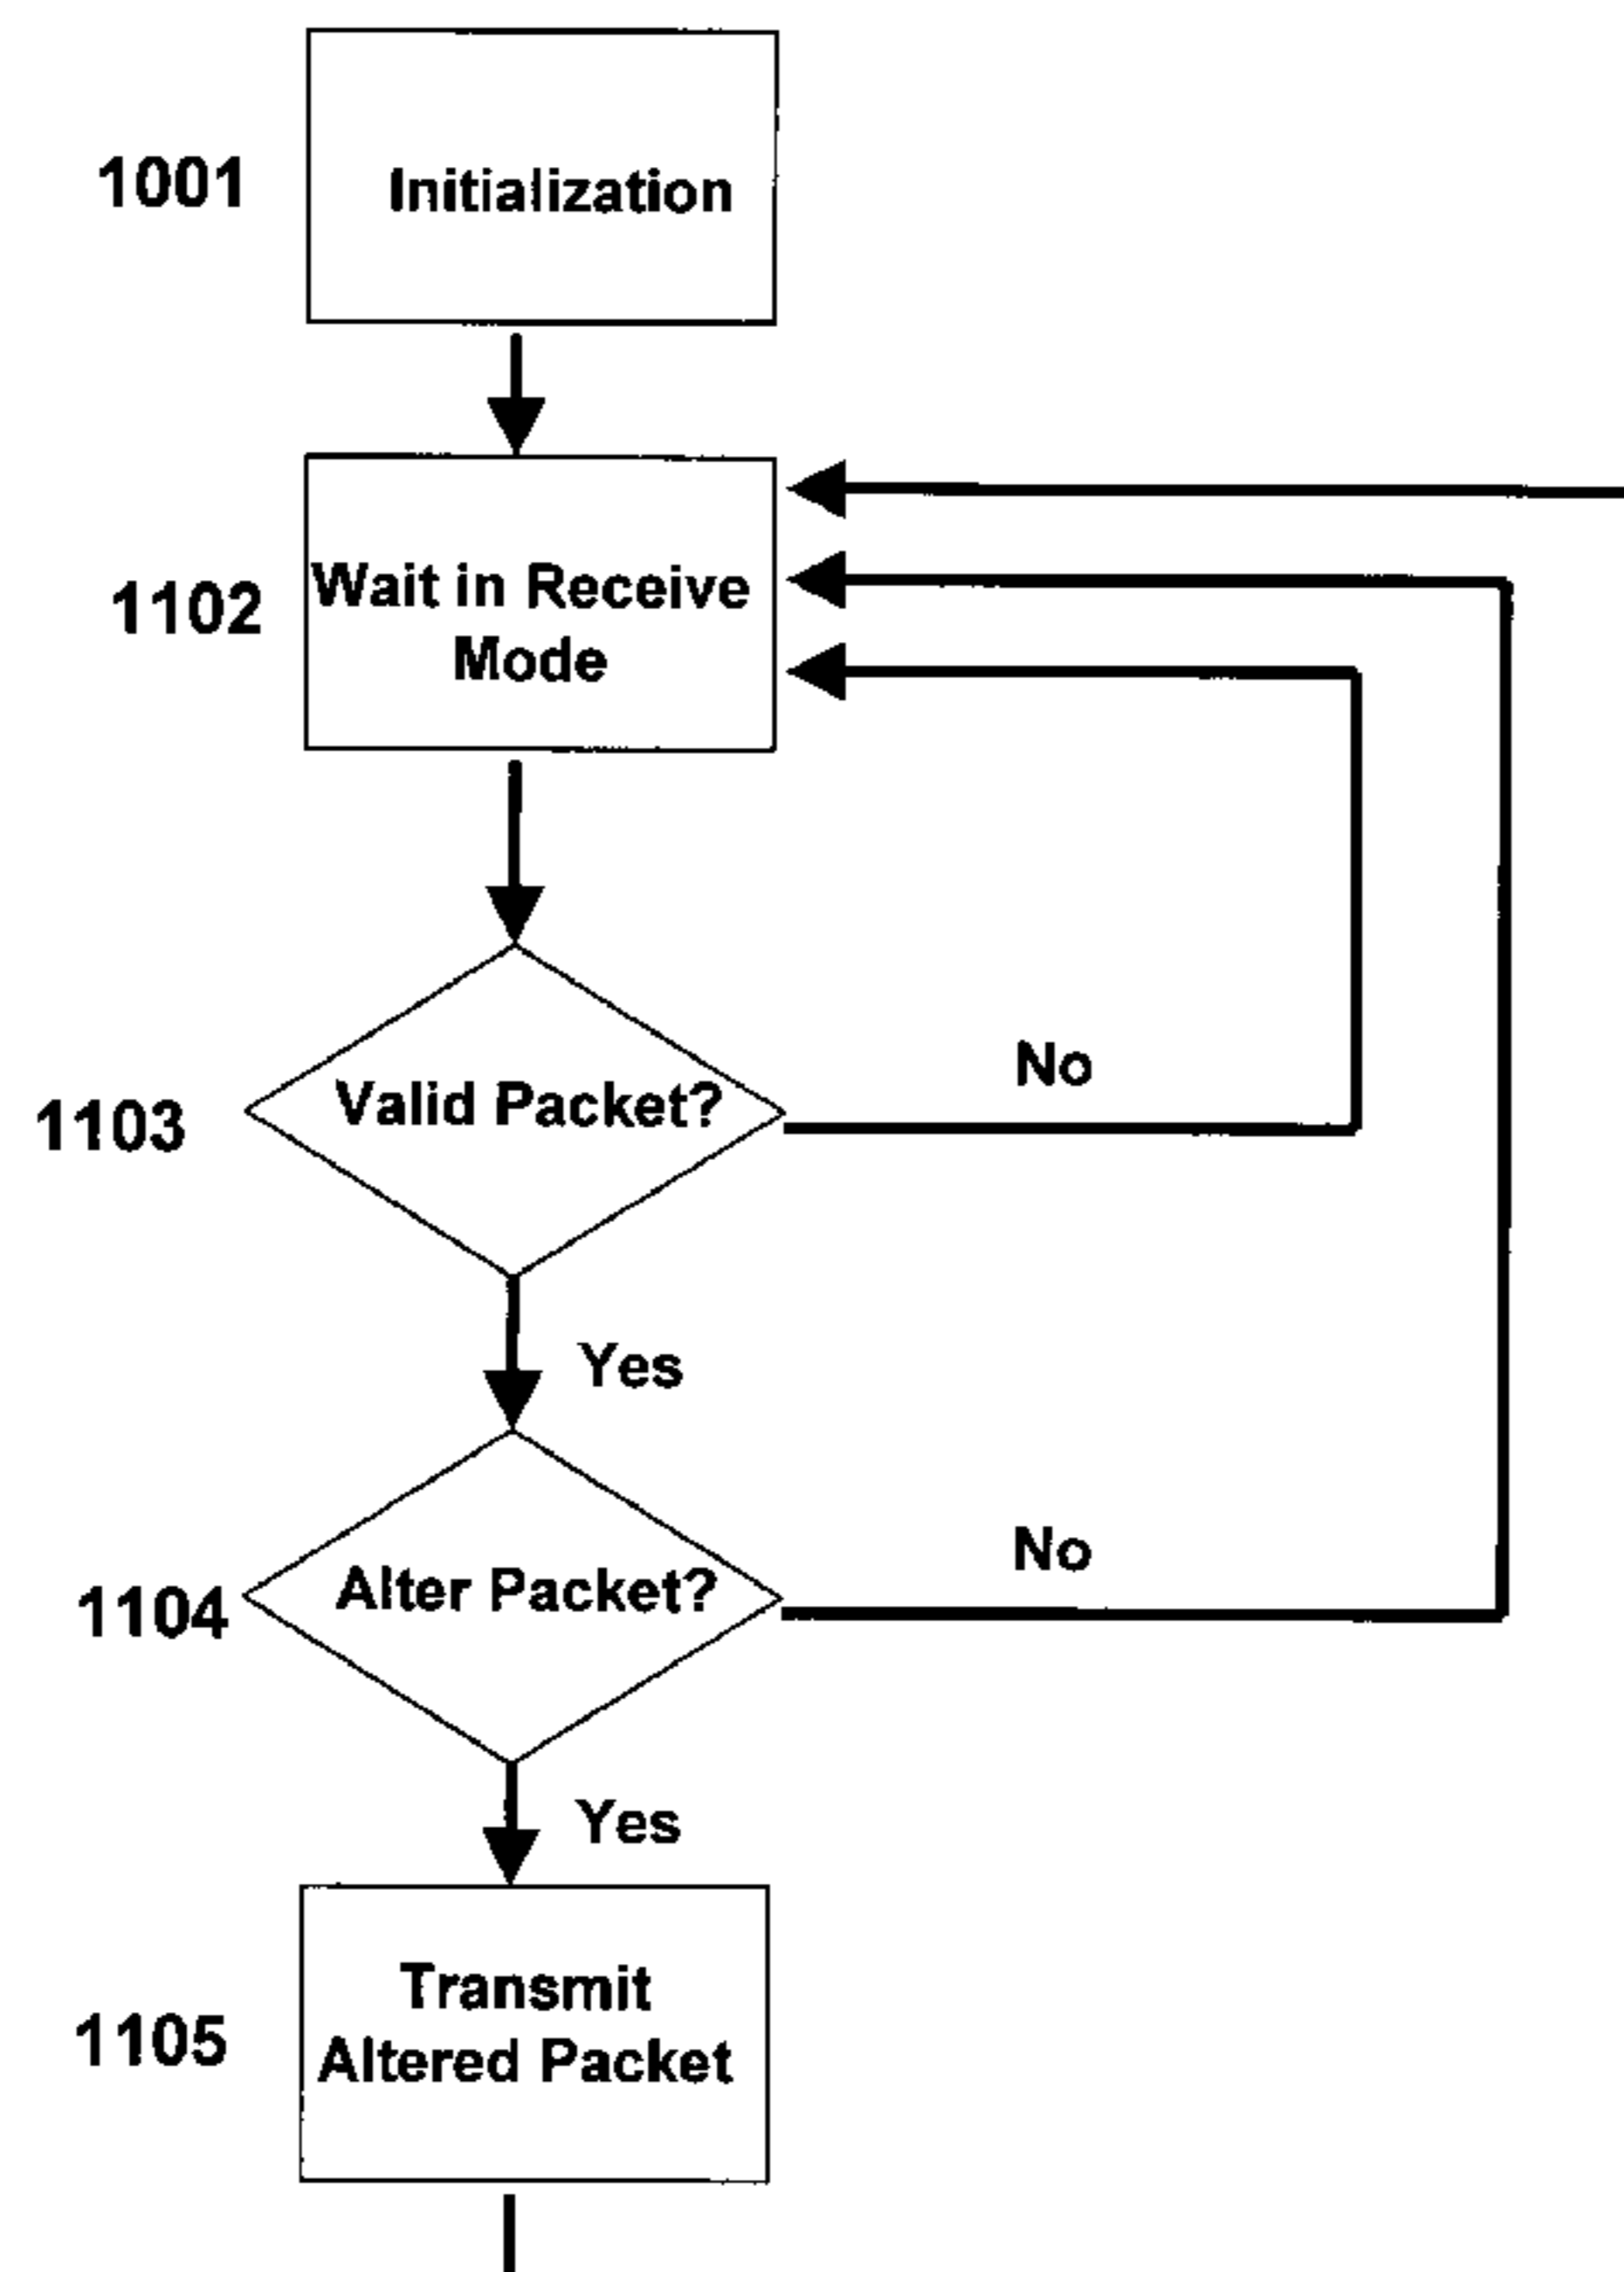 1001
Initialization
1102
Wait in Receive
Mode
1103
Valid Packet?
No
Yes
1104
Alter Packet?
No
Yes
1105
Transmit
Altered Packet